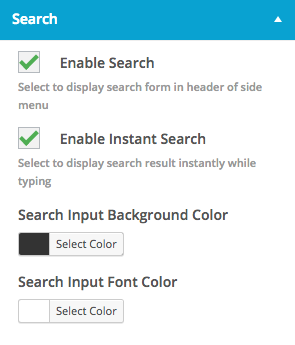 Search
Enable Search
Select to display search form in header of side
menu
Enable Instant Search
Select to display search result instantly while
typing
Search Input Background Color
Select Color
Search Input Font Color
Select Color